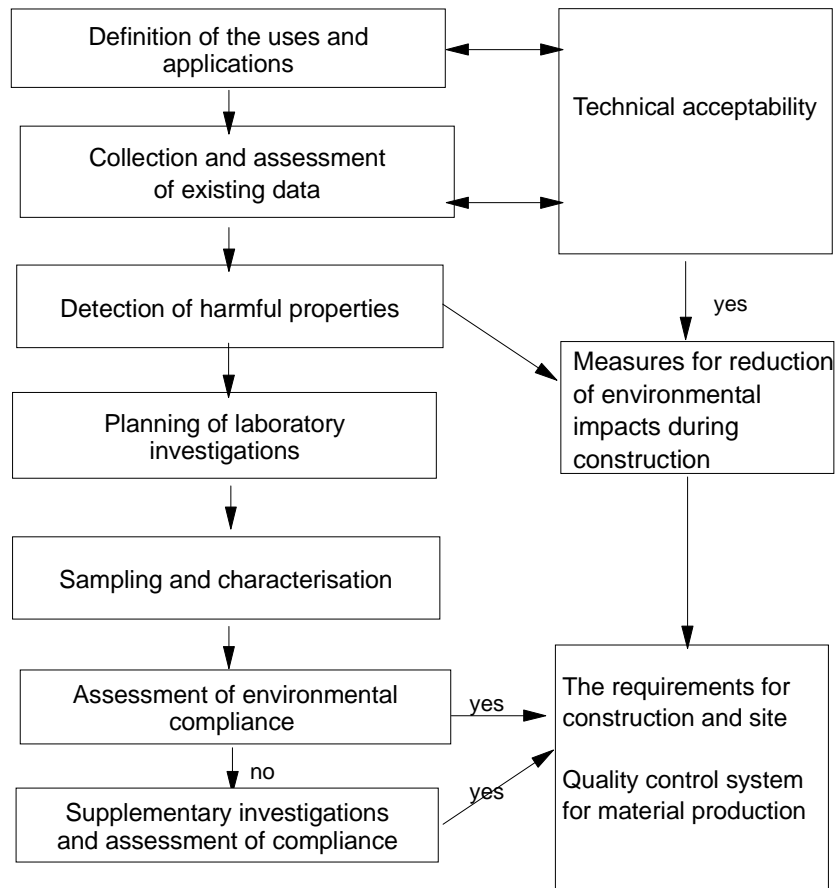 Definition of the uses and
applications
Technical acceptability
Collection and assessment
of existing data
Detection of harmful properties
yes
Measures for reduction
of environmental
impacts during
construction
Planning of laboratory
investigations
Sampling and characterisation
Assessment of environmental
compliance
yes
The requirements for
construction and site
Quality control system
for material production
no
yes
Supplementary investigations
and assessment of compliance